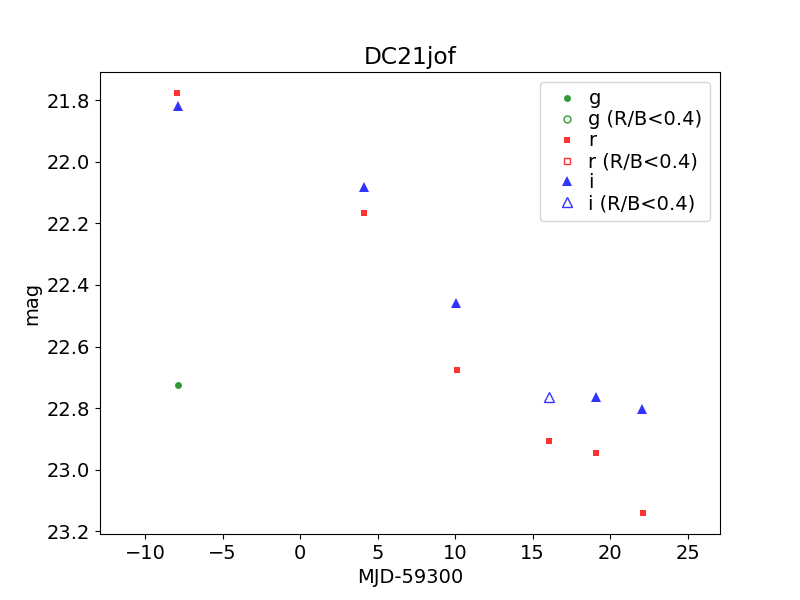 DC21jof
g
g (R/B<0.4)
r
r (R/B<0.4)
i
i (R/B<0.4)
21.8
22.0
22.2
22.4
22.6
22.8
23.0
23.2
mag
−10
−5
0
5
10
15
20
25
MJD-59300